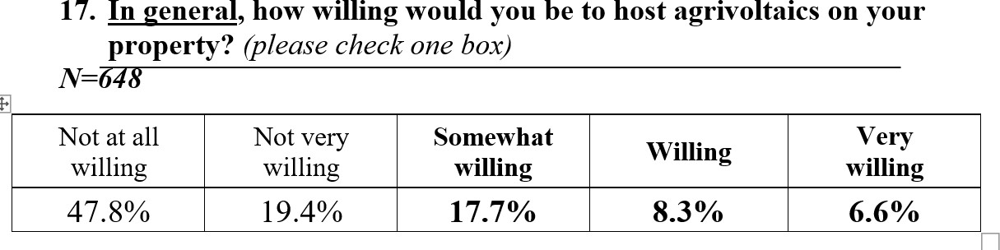 17. In general, how willing would you be to host agrivoltaics on your
property? (please check one box)
N=648
Not at all willing | Not very willing | Somewhat willing | Willing | Very willing
47.8% | 19.4% | 17.7% | 8.3% | 6.6%